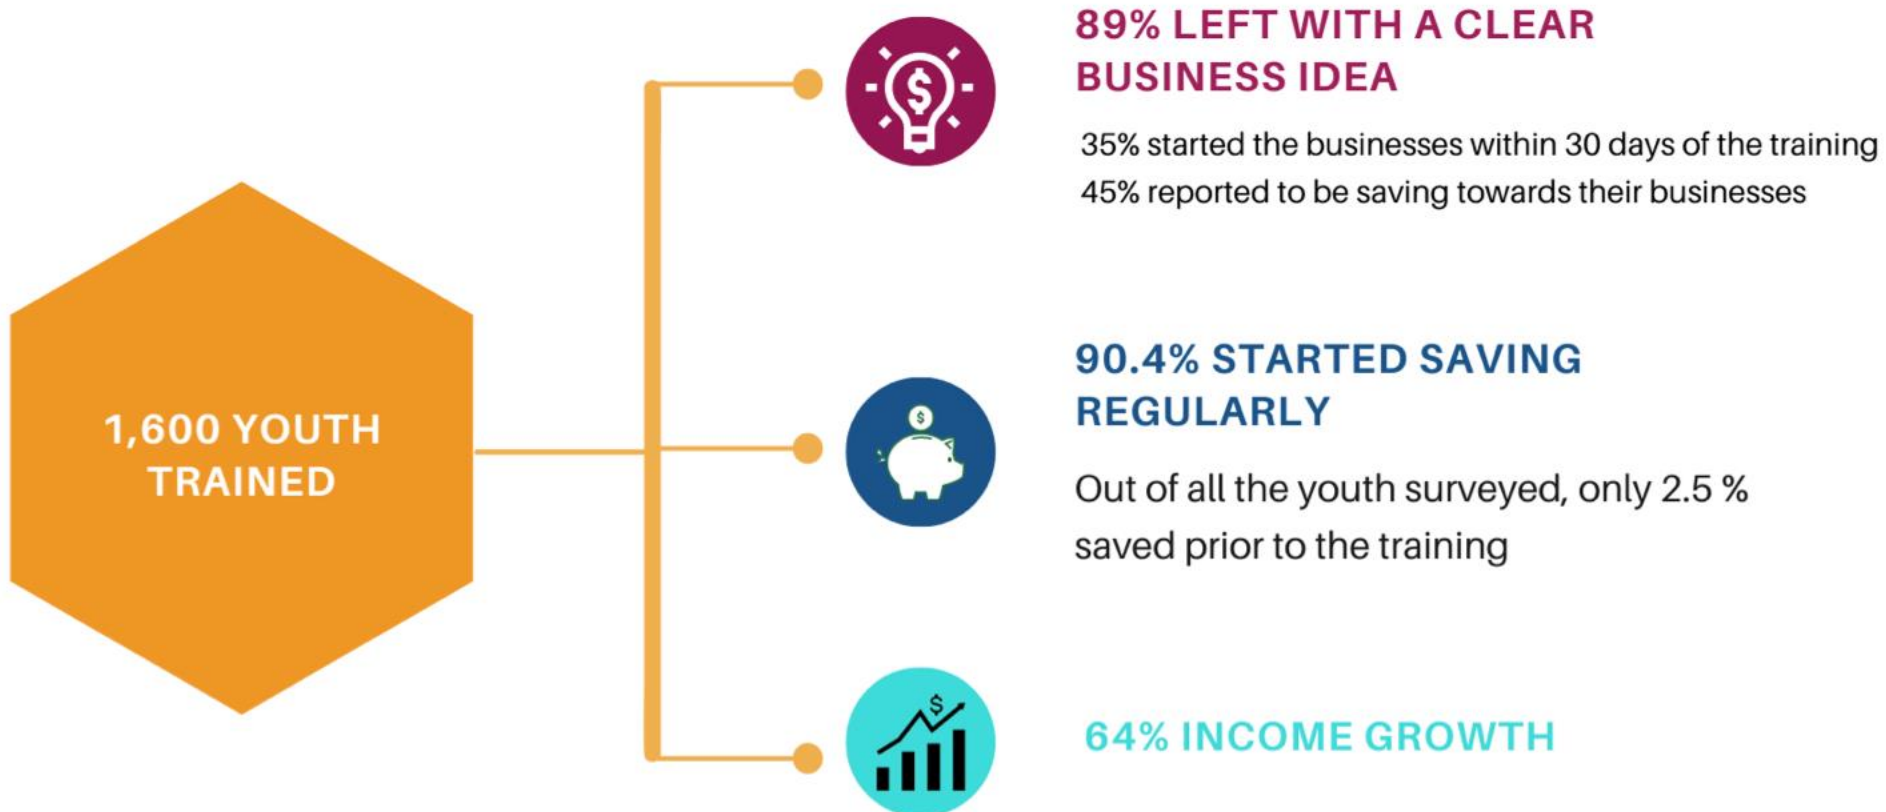 1,600 YOUTH
TRAINED
89% LEFT WITH A CLEAR
BUSINESS IDEA
35% started the businesses within 30 days of the training
45% reported to be saving towards their businesses
$
90.4% STARTED SAVING
REGULARLY
Out of all the youth surveyed, only 2.5 %
saved prior to the training
$
64% INCOME GROWTH
$